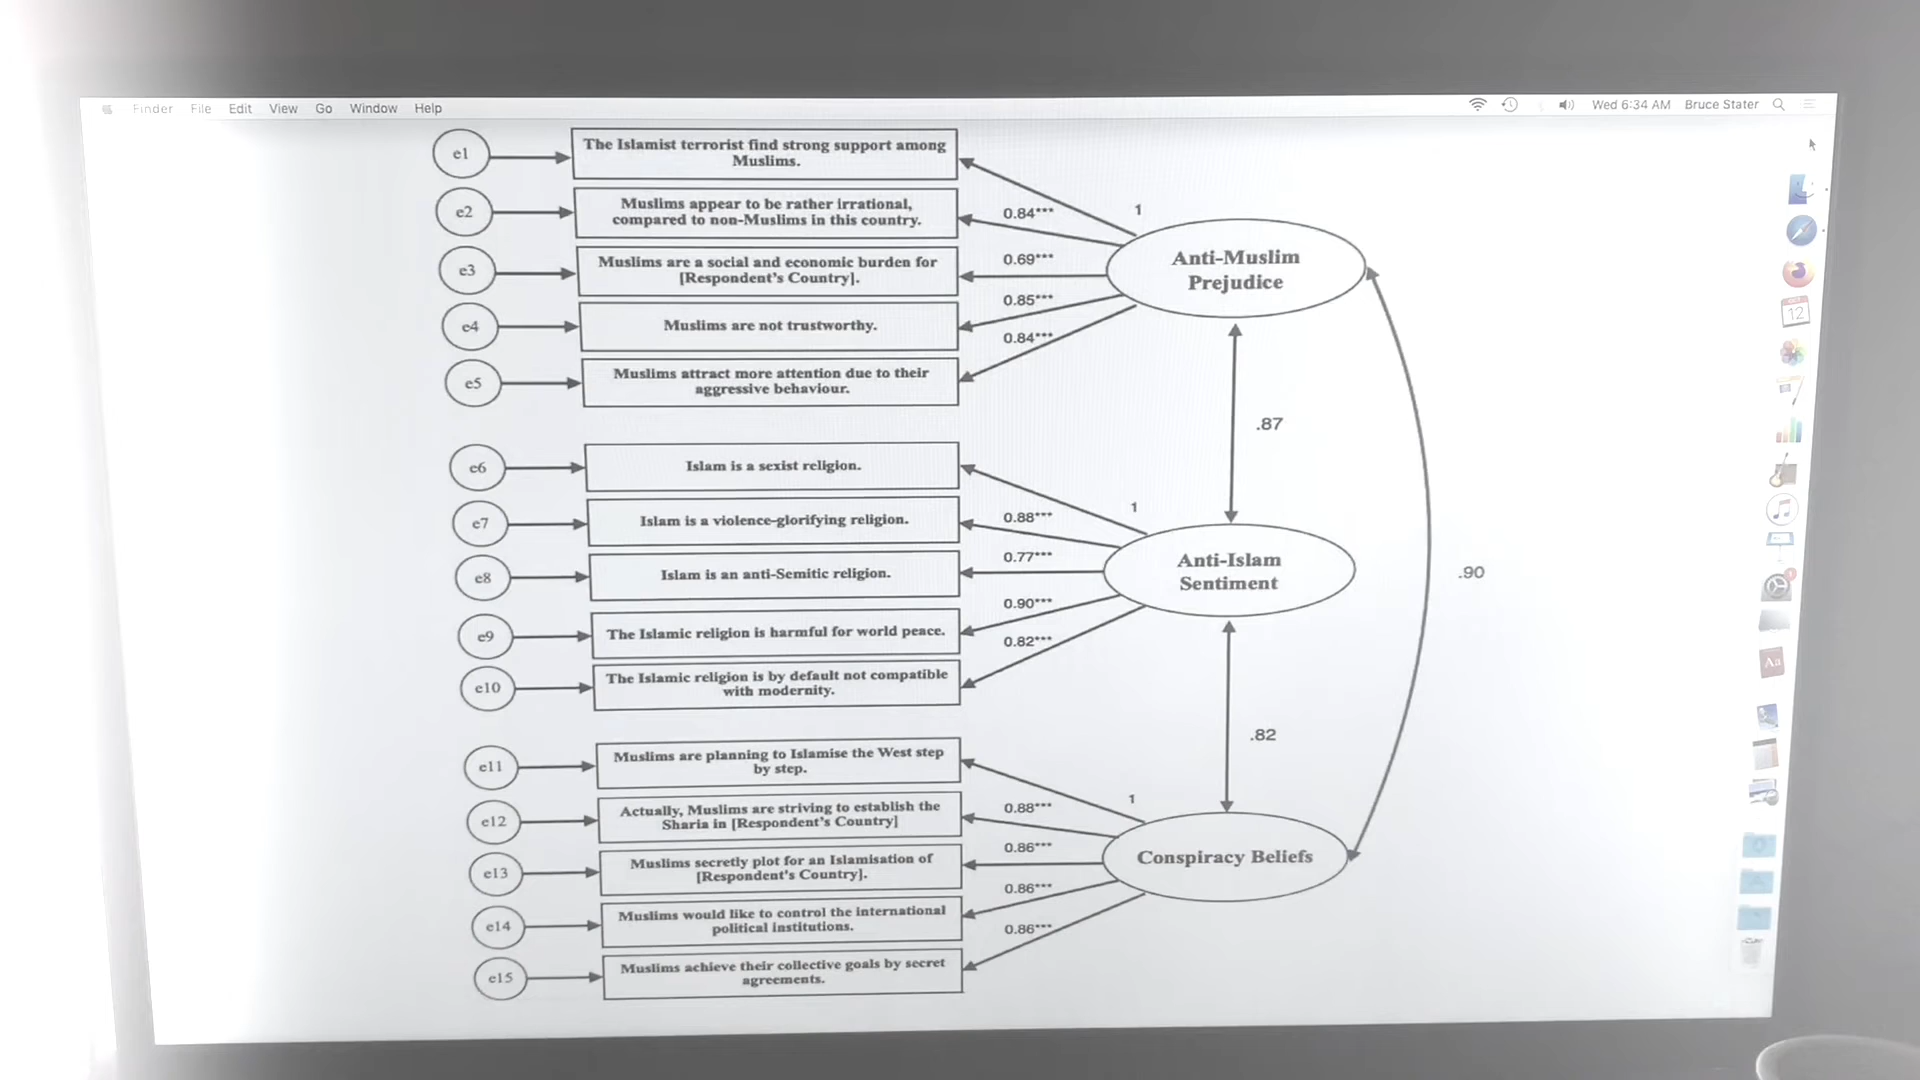 Finder File Edit View Go Window Help
Wed 6:34 AM Bruce Stater
e1
The Islamist terrorist find strong support among
Muslims.
e2
Muslims appear to be rather irrational,
compared to non-Muslims in this country.
e3
Muslims are a social and economic burden for
[Respondent's Country].
e4
Muslims are not trustworthy.
e5
Muslims attract more attention due to their
aggressive behaviour.
1
0.84***
0.69***
0.85***
0.84***
Anti-Muslim
Prejudice
12
.87
e6
Islam is a sexist religion.
e7
Islam is a violence-glorifying religion.
e8
Islam is an anti-Semitic religion.
e9
The Islamic religion is harmful for world peace.
e10
The Islamic religion is by default not compatible
with modernity.
1
0.88***
0.77***
0.90***
0.82***
Anti-Islam
Sentiment
.90
Aa
.82
e11
Muslims are planning to Islamise the West step
by step.
e12
Actually, Muslims are striving to establish the
Sharia in [Respondent's Country]
e13
Muslims secretly plot for an Islamisation of
[Respondent's Country].
e14
Muslims would like to control the international
political institutions.
e15
Muslims achieve their collective goals by secret
agreements.
1
0.88***
0.86***
0.86***
0.86***
Conspiracy Beliefs